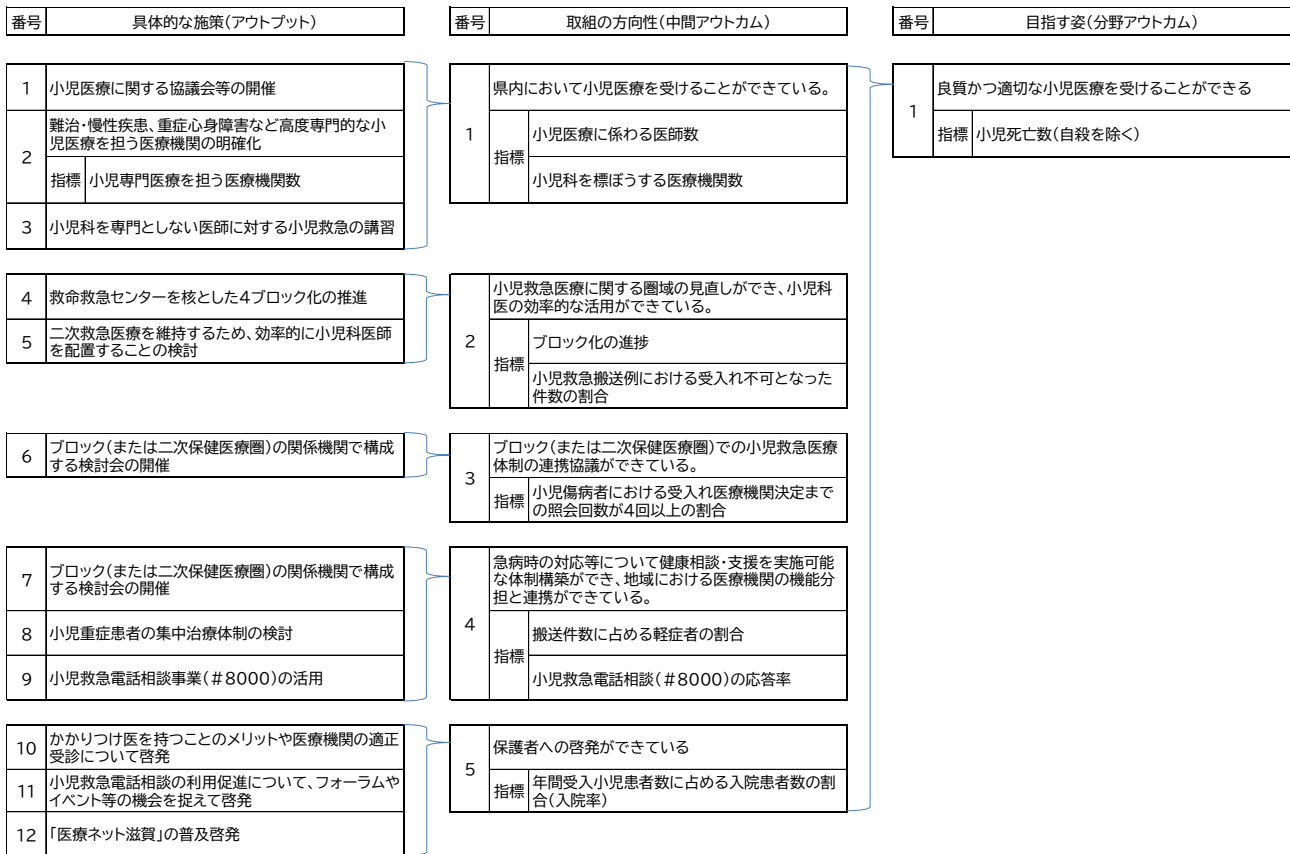 番号
具体的な施策(アウトプット)
番号
取組の方向性(中間アウトカム)
番号
目指す姿(分野アウトカム)
1
小児医療に関する協議会等の開催
2
難治・慢性疾患、重症心身障害など高度専門的な小
児医療を担う医療機関の明確化
指標
小児専門医療を担う医療機関数
3
小児科を専門としない医師に対する小児救急の講習
1
県内において小児医療を受けることができている。
指標
小児医療に係わる医師数
小児科を標ぼうする医療機関数
1
良質かつ適切な小児医療を受けることができる
指標
小児死亡数(自殺を除く)
4
救命救急センターを核とした4ブロック化の推進
5
二次救急医療を維持するため、効率的に小児科医師
を配置することの検討
2
小児救急医療に関する圏域の見直しができ、小児科
医の効率的な活用ができている。
指標
ブロック化の進捗
小児救急搬送例における受入れ不可となった
件数の割合
6
ブロック(または二次保健医療圏)の関係機関で構成
する検討会の開催
3
ブロック(または二次保健医療圏)での小児救急医療
体制の連携協議ができている。
指標
小児傷病者における受入れ医療機関決定まで
の照会回数が4回以上の割合
7
ブロック(または二次保健医療圏)の関係機関で構成
する検討会の開催
8
小児重症患者の集中治療体制の検討
9
小児救急電話相談事業(#8000)の活用
4
急病時の対応等について健康相談・支援を実施可能
な体制構築ができ、地域における医療機関の機能分
担と連携ができている。
指標
搬送件数に占める軽症者の割合
小児救急電話相談(#8000)の応答率
10
かかりつけ医を持つことのメリットや医療機関の適正
受診について啓発
11
小児救急電話相談の利用促進について、フォーラムや
イベント等の機会を捉えて啓発
12
「医療ネット滋賀」の普及啓発
5
保護者への啓発ができている
指標
年間受入小児患者数に占める入院患者数の割
合(入院率)